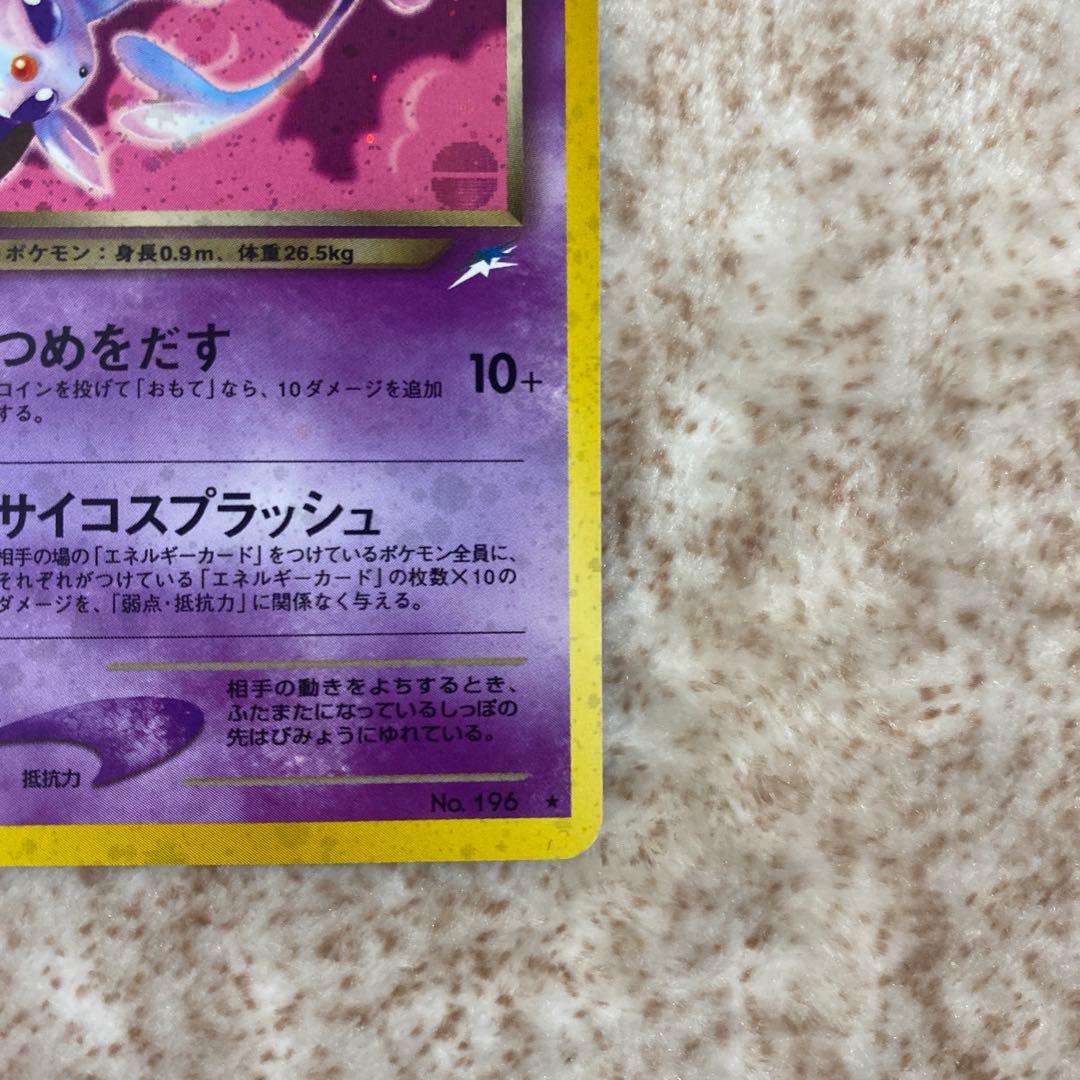 ポケモン：身長0.9m、体重26.5kg
つめをだす
10+
コインを投げて「おもて」なら、10ダメージを追加
する。
サイコスプラッシュ
相手の場の「エネルギーカード」をつけているポケモン全員に、
それぞれがつけている「エネルギーカード」の枚数×10の
ダメージを、「弱点・抵抗力」に関係なく与える。
相手の動きをよちするとき、
ふたまたになっているしっぽの
先はびみょうにゆれている。
抵抗力
No. 196 ★